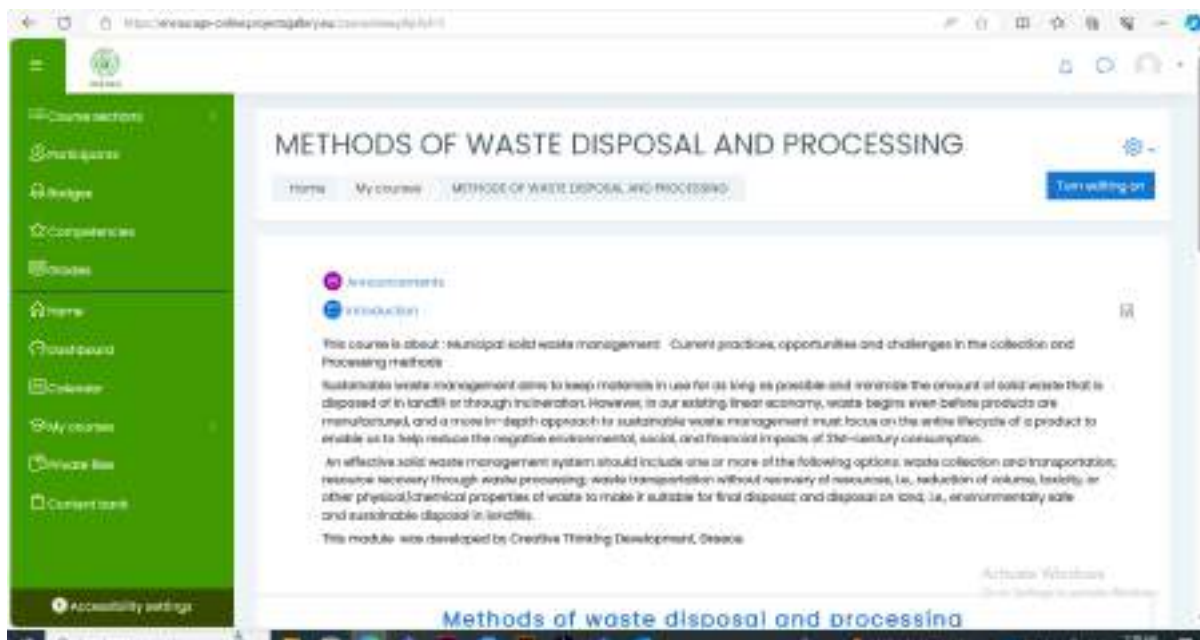 Course sections
Participants
Badges
Competencies
Grades
Home
Dashboard
Calendar
My courses
Private files
Content bank
Accessibility settings
METHODS OF WASTE DISPOSAL AND PROCESSING
Home My courses METHODS OF WASTE DISPOSAL AND PROCESSING
Turn editing on
Announcements
Introduction
This course is about : Municipal solid waste management: Current practices, opportunities and challenges in the collection and
Processing methods
Sustainable waste management aims to keep materials in use for as long as possible and minimize the amount of solid waste that is
disposed of in landfill or through incineration. However, in our existing linear economy, waste begins even before products are
manufactured, and a more in-depth approach to sustainable waste management must focus on the entire lifecycle of a product to
enable us to help reduce the negative environmental, social, and financial impacts of 21st-century consumption.
An effective solid waste management system should include one or more of the following options: waste collection and transportation;
resource recovery through waste processing; waste transportation without recovery of resources, i.e., reduction of volume, toxicity, or
other physical/chemical properties of waste to make it suitable for final disposal; and disposal on land, i.e., environmentally safe
and sustainable disposal in landfills.
This module was developed by Creative Thinking Development, Greece
Activate Windows
Methods of waste disposal and processing